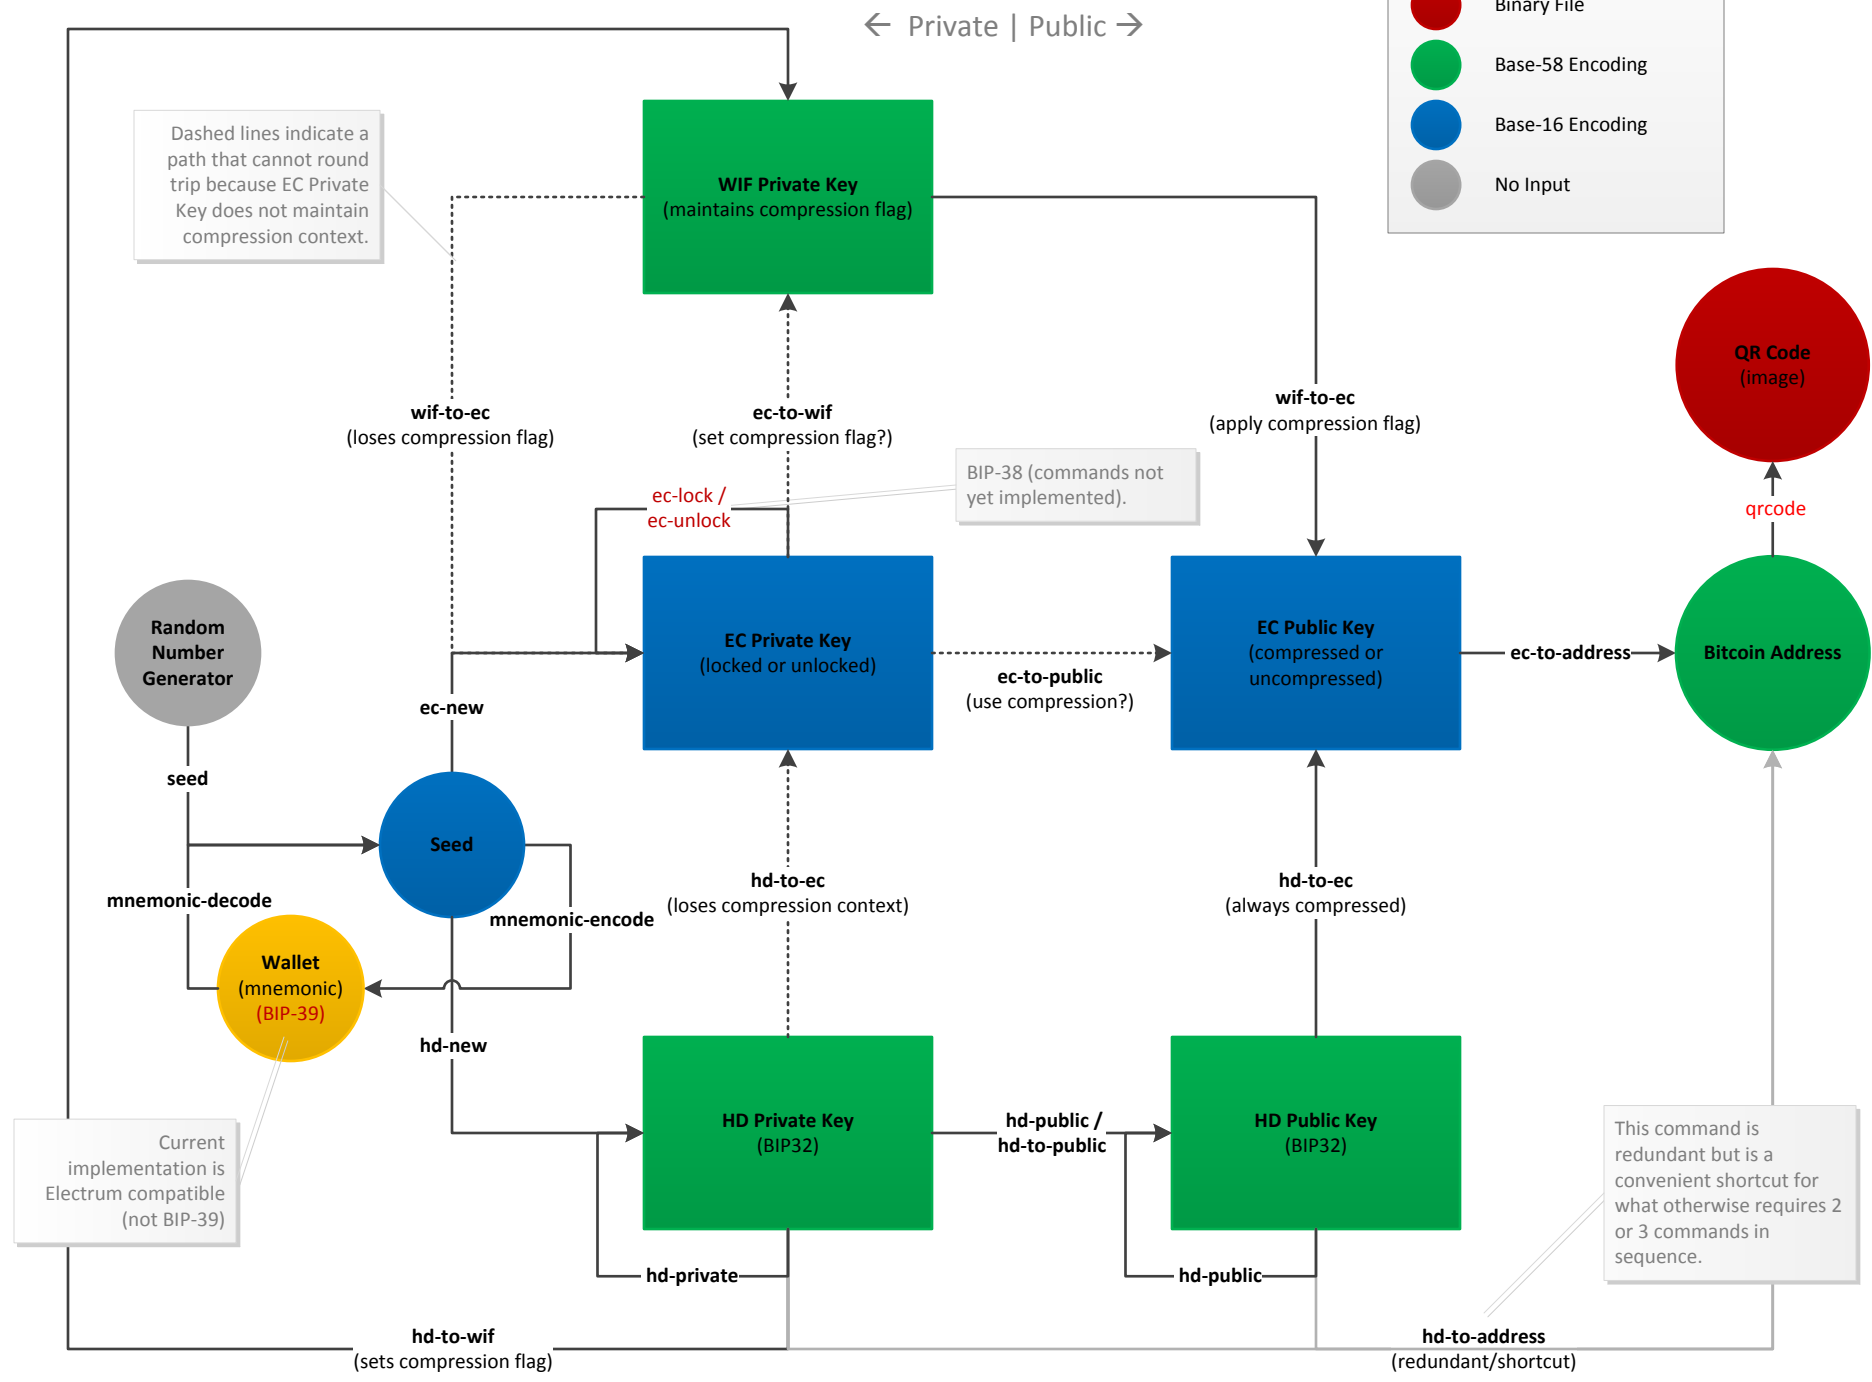 ← Private | Public →
Binary File
Base-58 Encoding
Base-16 Encoding
No Input
Dashed lines indicate a
path that cannot round
trip because EC Private
Key does not maintain
compression context.
WIF Private Key
(maintains compression flag)
QR Code
(image)
wif-to-ec
(loses compression flag)
ec-to-wif
(set compression flag?)
wif-to-ec
(apply compression flag)
BIP-38 (commands not
yet implemented).
ec-lock /
ec-unlock
qrcode
Random
Number
Generator
EC Private Key
(locked or unlocked)
EC Public Key
(compressed or
uncompressed)
ec-to-address
Bitcoin Address
ec-to-public
(use compression?)
ec-new
seed
Seed
mnemonic-decode
mnemonic-encode
hd-to-ec
(loses compression context)
hd-to-ec
(always compressed)
Wallet
(mnemonic)
(BIP-39)
hd-new
HD Private Key
(BIP32)
hd-public /
hd-to-public
HD Public Key
(BIP32)
Current
implementation is
Electrum compatible
(not BIP-39)
This command is
redundant but is a
convenient shortcut for
what otherwise requires 2
or 3 commands in
sequence.
hd-private
hd-public
hd-to-wif
(sets compression flag)
hd-to-address
(redundant/shortcut)